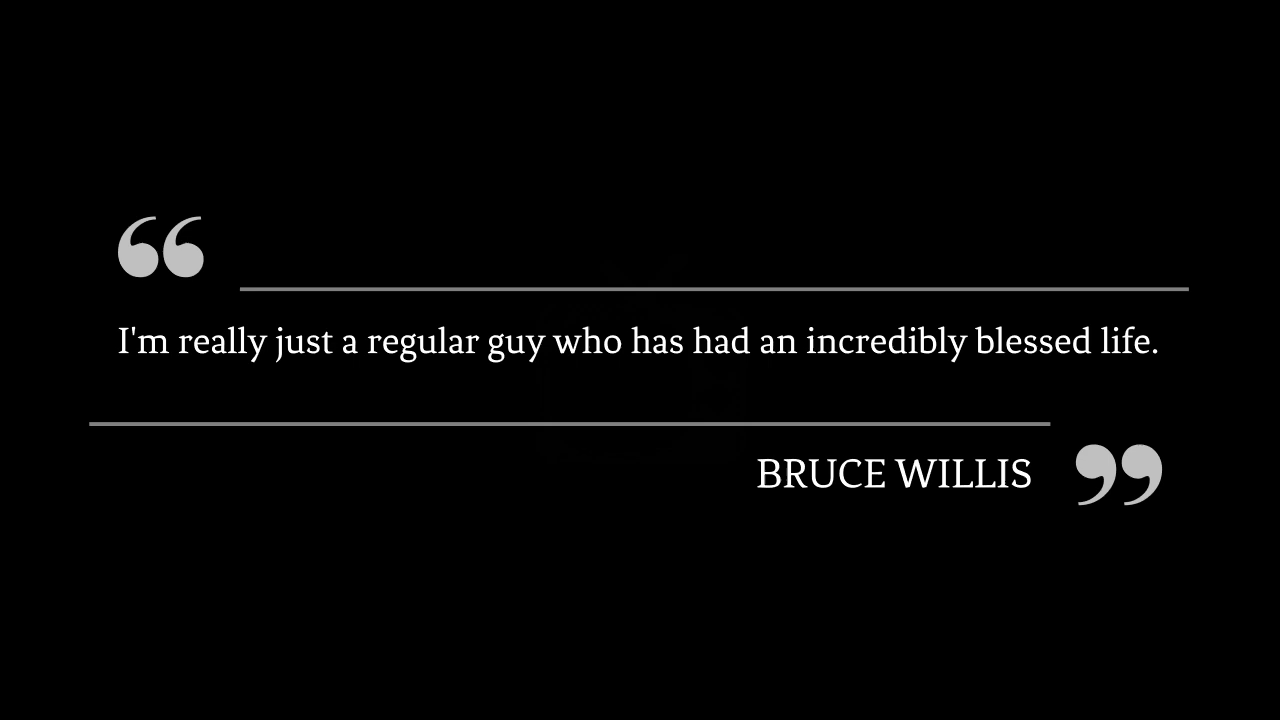 “
I'm really just a regular guy who has had an incredibly blessed life.
BRUCE WILLIS ”